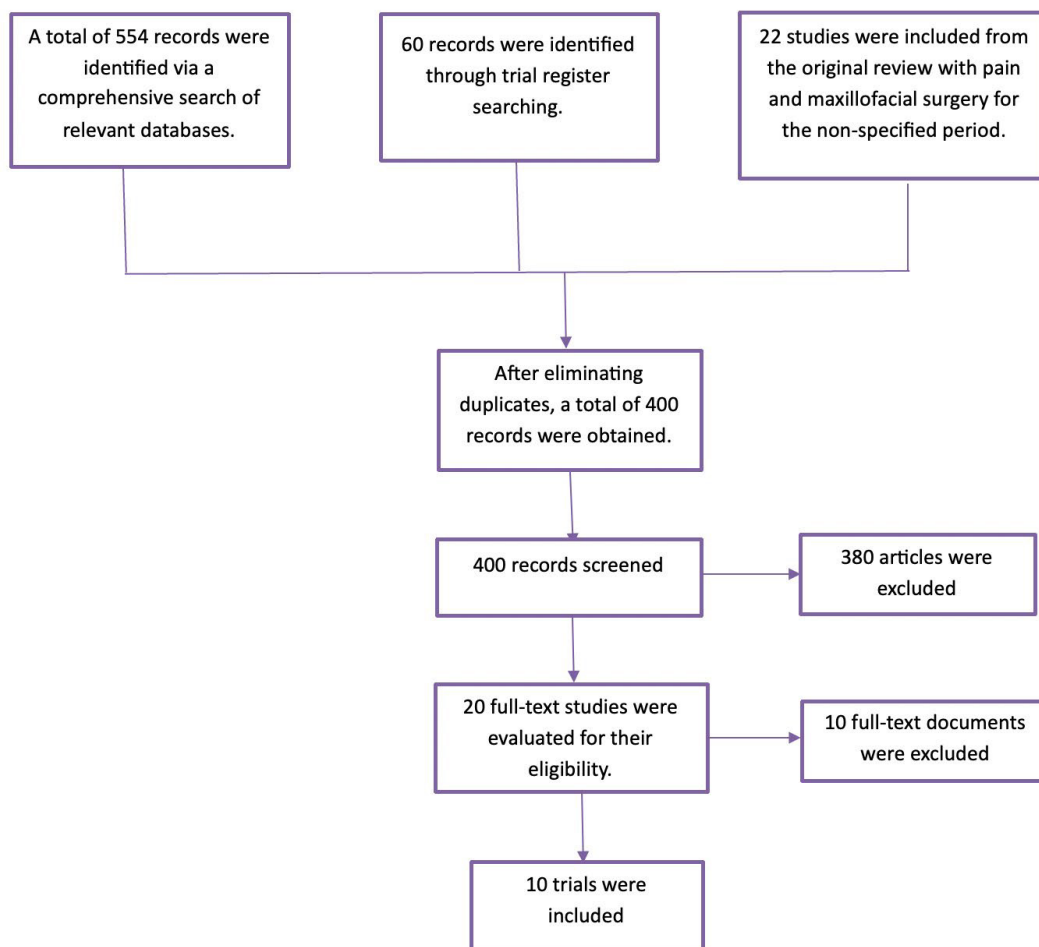 A total of 554 records were
identified via a
comprehensive search of
relevant databases.
60 records were identified
through trial register
searching.
22 studies were included from
the original review with pain
and maxillofacial surgery for
the non-specified period.
After eliminating
duplicates, a total of 400
records were obtained.
400 records screened
380 articles were
excluded
20 full-text studies were
evaluated for their
eligibility.
10 full-text documents
were excluded
10 trials were
included